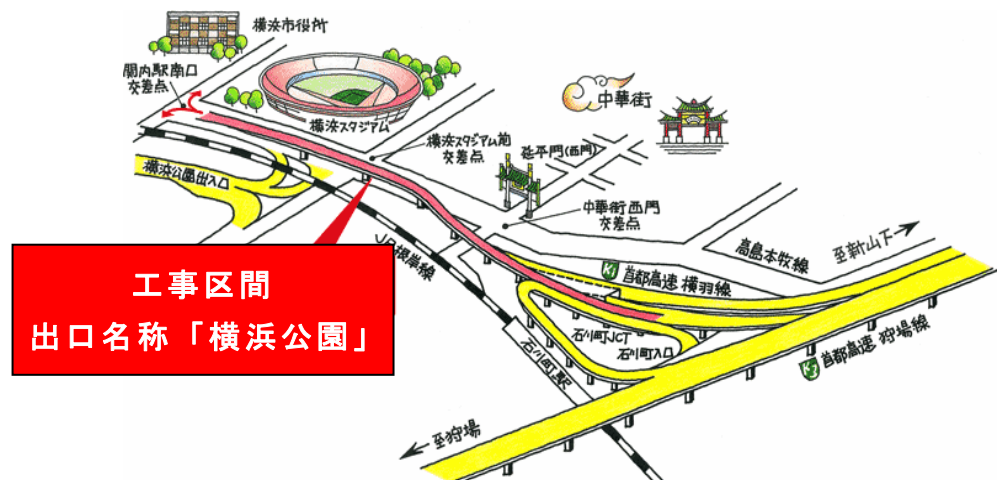 横浜市役所
関内駅南口
交差点
横浜スタジアム
中華街
横浜スタジアム前
交差点
延平門(西門)
横浜公園出入口
中華街西門
交差点
JR根岸線
高島本牧線
至新山下
K1
首都高速 横羽線
工事区間
出口名称「横浜公園」
石川町JCT
石川町入口
石川町駅
K3
首都高速 狩場線
至狩場